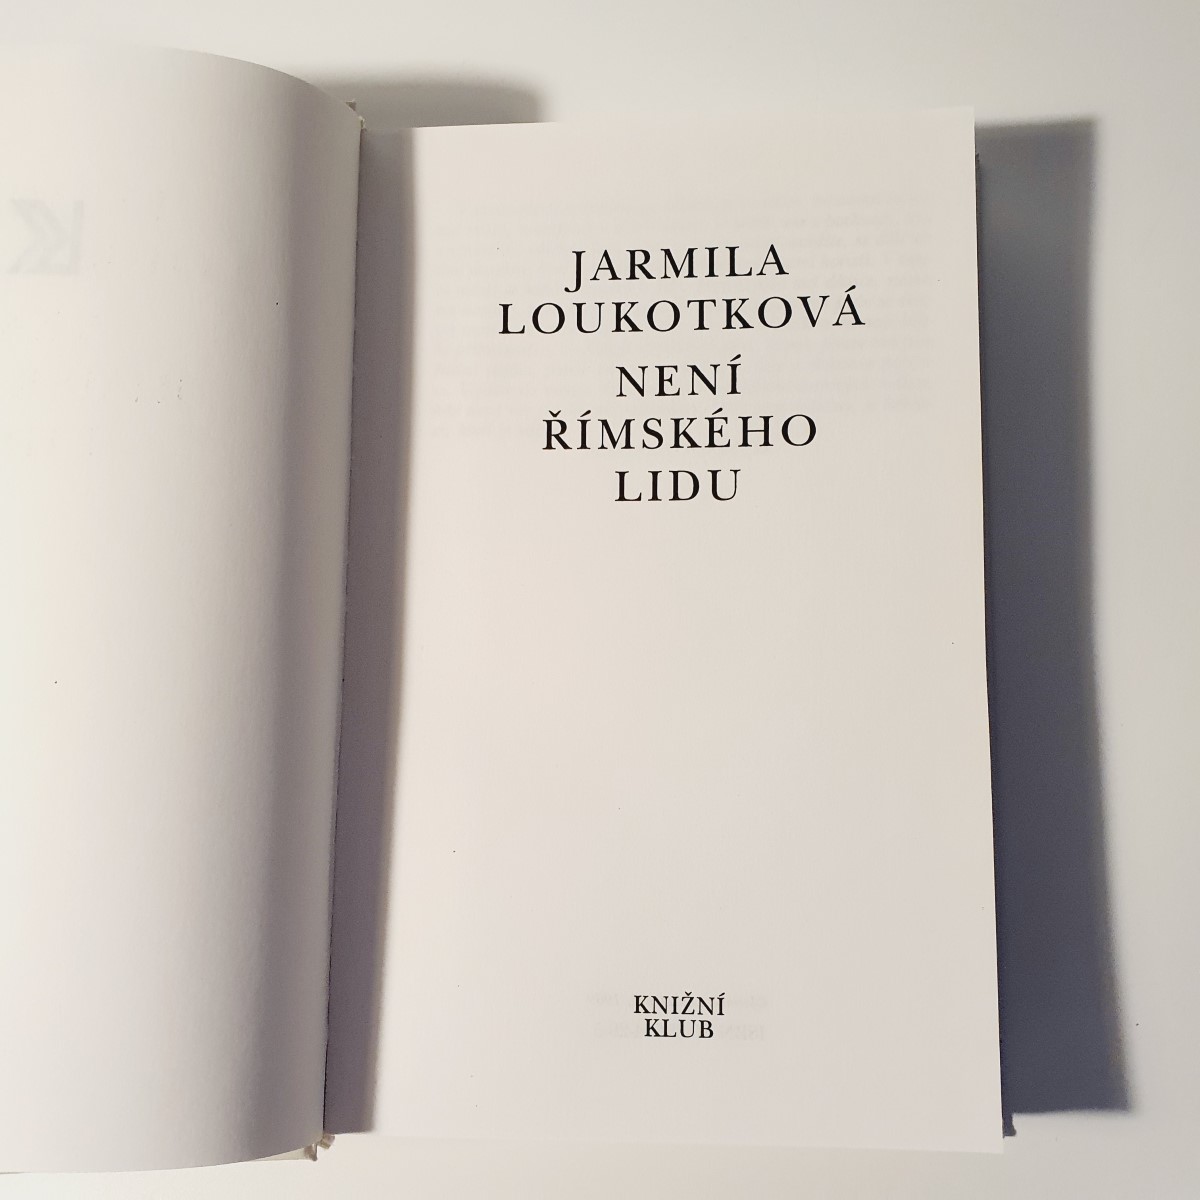 JARMILA
LOUKOTKOVÁ
NENÍ
ŘÍMSKÉHO
LIDU
KNIŽNÍ
KLUB